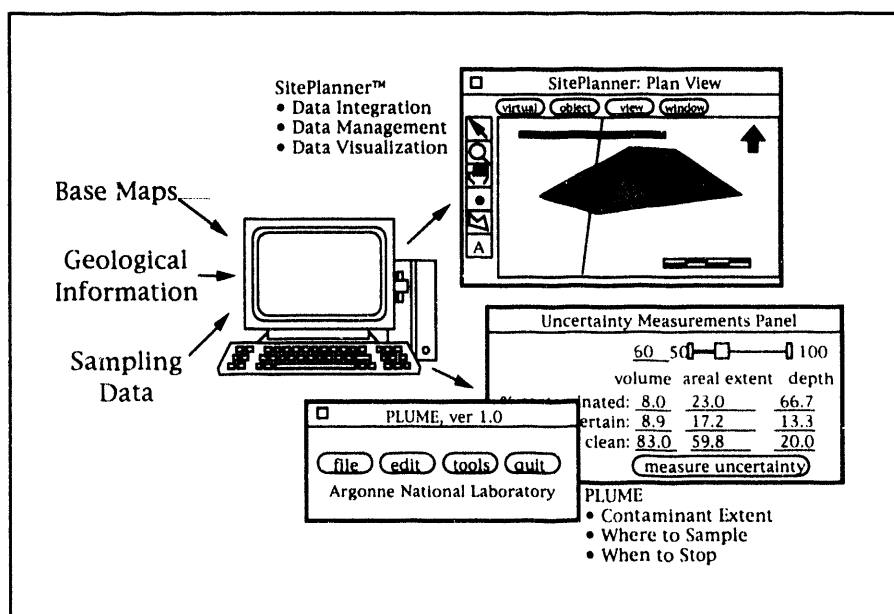 SitePlanner™
• Data Integration
• Data Management
• Data Visualization
SitePlanner: Plan View
virtual object view window
A
Base Maps
Geological
Information
Sampling
Data
Uncertainty Measurements Panel
60 50 100
volume areal extent depth
8.0 23.0 66.7
8.9 17.2 13.3
clean: 83.0 59.8 20.0
measure uncertainty
PLUME, ver 1.0
file edit tools quit
Argonne National Laboratory
PLUME
• Contaminant Extent
• Where to Sample
• When to Stop